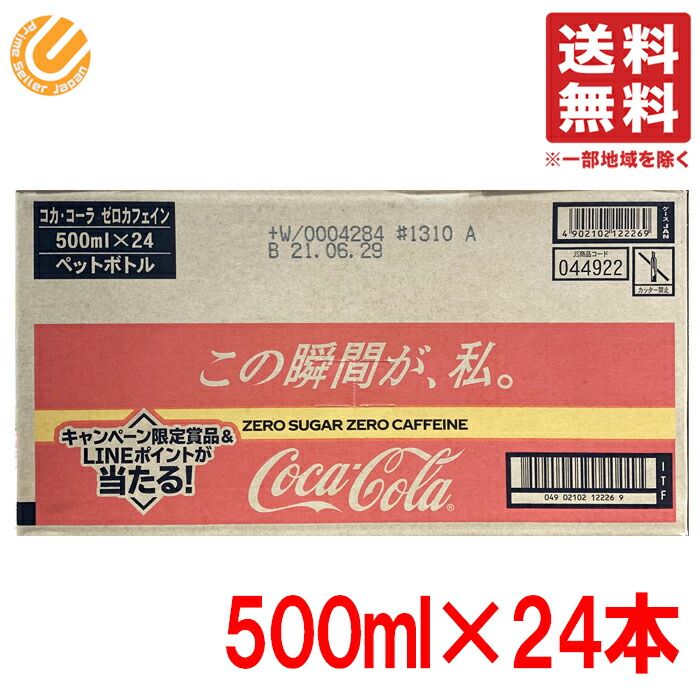 Prime Seller Japan
送料
無料
※一部地域を除く
コカ・コーラ ゼロカフェイン
500ml×24
ペットボトル
+W/0004284 #1310 A
B 21.06.29
4 902102 122269
ケースJAN
JS商品コード
044922
カッター禁止
この瞬間が、私。
ZERO SUGAR ZERO CAFFEINE
キャンペーン限定賞品&
LINEポイントが
当たる!
Coca-Cola®
049 02102 12226 9
ITF
500ml×24本